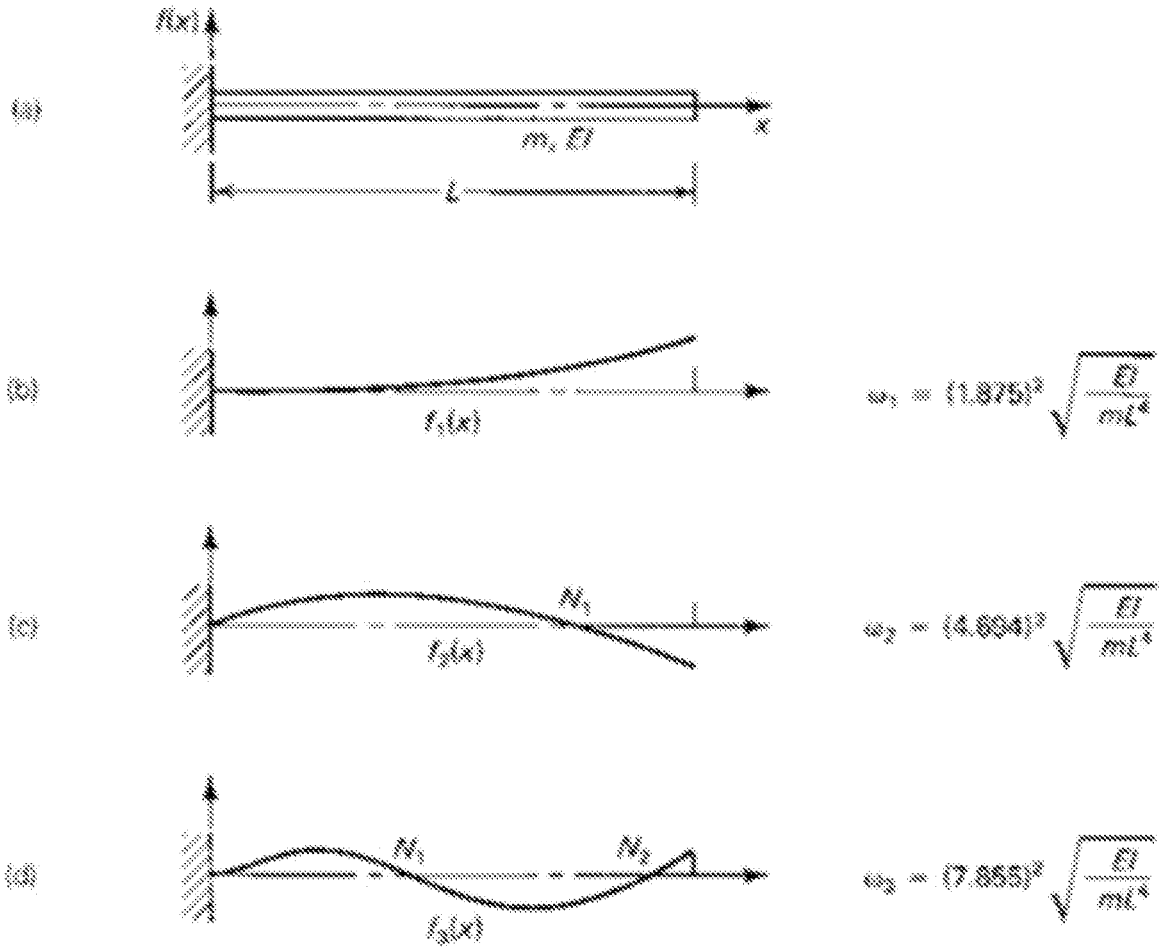 f(x)
(a)
x
m, EI
L
(b)
f₁(x)
ω₁ = (1.875)² √(EI / mL⁴)
(c)
N₁
f₂(x)
ω₂ = (4.694)² √(EI / mL⁴)
(d)
N₁
N₂
f₃(x)
ω₃ = (7.855)² √(EI / mL⁴)